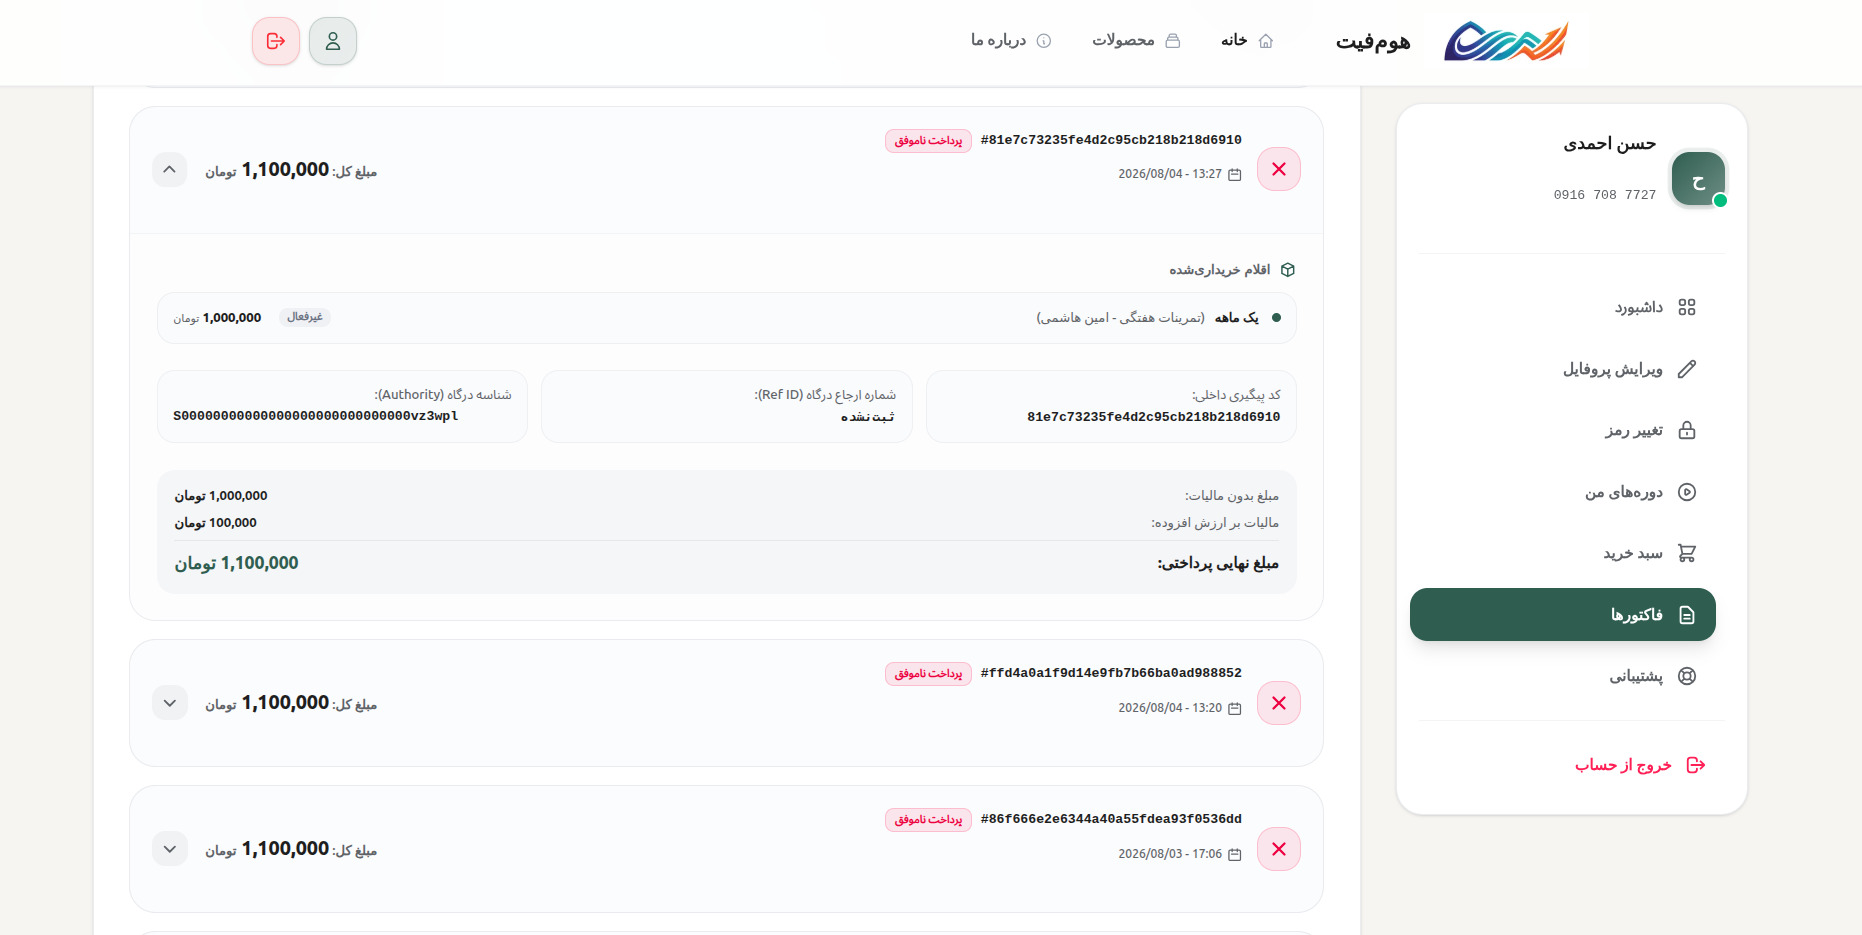 هوم‌فیت
خانه
محصولات
درباره ما
حسن احمدی
ح
0916 708 7727
داشبورد
ویرایش پروفایل
تغییر رمز
دوره‌های من
سبد خرید
فاکتورها
پشتیبانی
خروج از حساب
#81e7c73235fe4d2c95cb218b218d6910 پرداخت ناموفق
2026/08/04 - 13:27
مبلغ کل: 1,100,000 تومان
اقلام خریداری‌شده
یک ماهه (تمرینات هفتگی - امین هاشمی) غیرفعال 1,000,000 تومان
کد پیگیری داخلی:
81e7c73235fe4d2c95cb218b218d6910
شماره ارجاع درگاه (Ref ID):
ثبت‌نشده
شناسه درگاه (Authority):
S00000000000000000000000000000vz3wpl
مبلغ بدون مالیات: 1,000,000 تومان
مالیات بر ارزش افزوده: 100,000 تومان
مبلغ نهایی پرداختی: 1,100,000 تومان
#ffd4a0a1f9d14e9fb7b66ba0ad988852 پرداخت ناموفق
2026/08/04 - 13:20
مبلغ کل: 1,100,000 تومان
#86f666e2e6344a40a55fdea93f0536dd پرداخت ناموفق
2026/08/03 - 17:06
مبلغ کل: 1,100,000 تومان